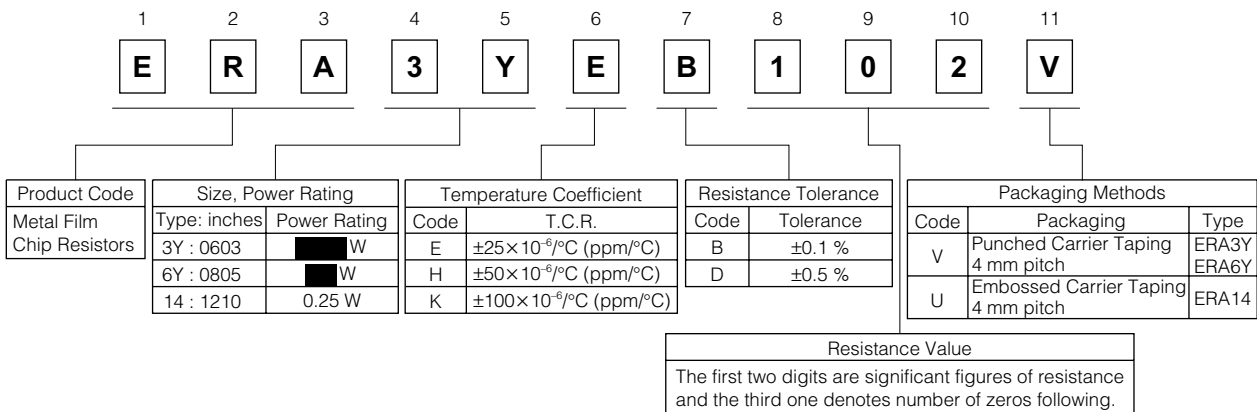 1 2 3 4 5 6 7 8 9 10 11
E R A 3 Y E B 1 0 2 V
Product Code
Metal Film
Chip Resistors
Size, Power Rating
Type: inches Power Rating
3Y : 0603 W
6Y : 0805 W
14 : 1210 0.25 W
Temperature Coefficient
Code T.C.R.
E ±25×10⁻⁶/°C (ppm/°C)
H ±50×10⁻⁶/°C (ppm/°C)
K ±100×10⁻⁶/°C (ppm/°C)
Resistance Tolerance
Code Tolerance
B ±0.1 %
D ±0.5 %
Packaging Methods
Code Packaging Type
V Punched Carrier Taping ERA3Y
4 mm pitch ERA6Y
U Embossed Carrier Taping ERA14
4 mm pitch
Resistance Value
The first two digits are significant figures of resistance
and the third one denotes number of zeros following.